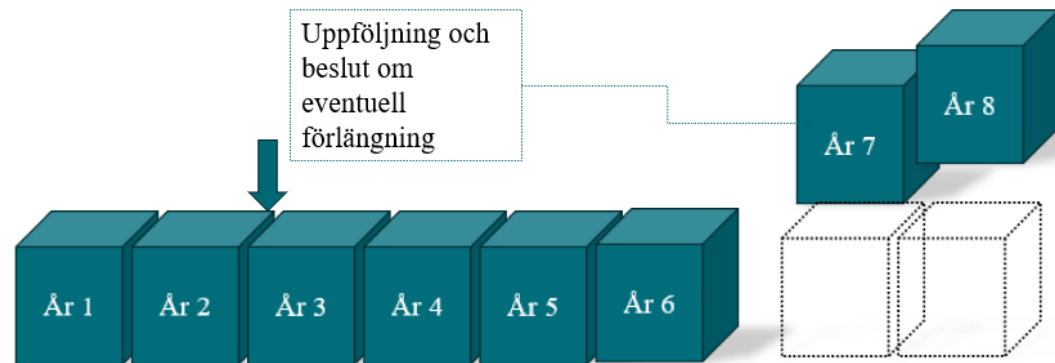 Uppföljning och
beslut om
eventuell
förlängning
År 8
År 7
År 1
År 2
År 3
År 4
År 5
År 6